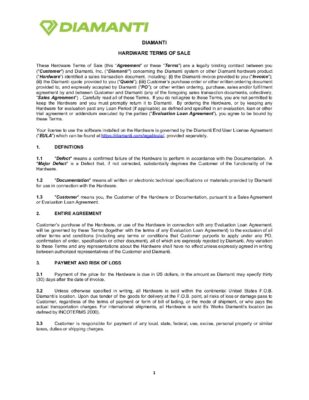 DIAMANTI
DIAMANTI
HARDWARE TERMS OF SALE
These Hardware Terms of Sale (this "Agreement" or these "Terms") are a legally binding contract between you
("Customer") and Diamanti, Inc. ("Diamanti") concerning the Diamanti system or other Diamanti hardware product
("Hardware") identified a sales transaction document, including: (i) the Diamanti invoice provided to you ("Invoice");
(ii) the Diamanti quote provided to you ("Quote"); (iii) Customer's purchase order or other written ordering document
provided to, and expressly accepted by Diamanti ("PO"); or other written ordering, purchase, sales and/or fulfillment
agreement by and between Customer and Diamanti (all of the foregoing sales transaction documents, collectively,
"Sales Agreement"). Carefully read all of these Terms. If you do not agree to these Terms, you are not permitted to
keep the Hardware and you must promptly return it to Diamanti. By ordering the Hardware, or by keeping any
Hardware for evaluation past any Loan Period (if applicable) as defined and specified in an evaluation, loan or other
trial agreement or addendum executed by the parties ("Evaluation Loan Agreement"), you agree to be bound by
these Terms.
Your license to use the software installed on the Hardware is governed by the Diamanti End User License Agreement
("EULA") which can be found at https://diamanti.com/legal/eula/, provided separately.
1. DEFINITIONS
1.1 "Defect" means a confirmed failure of the Hardware to perform in accordance with the Documentation. A
"Major Defect" is a Defect that, if not corrected, substantially deprives the Customer of the functionality of the
Hardware.
1.2 "Documentation" means all written or electronic technical specifications or materials provided by Diamanti
for use in connection with the Hardware.
1.3 "Customer" means you, the Customer of the Hardware or Documentation, pursuant to a Sales Agreement
or Evaluation Loan Agreement.
2. ENTIRE AGREEMENT
Customer's purchase of the Hardware, or use of the Hardware in connection with any Evaluation Loan Agreement,
will be governed by these Terms (together with the terms of any Evaluation Loan Agreement) to the exclusion of all
other terms and conditions (including any terms or conditions that Customer purports to apply under any PO,
confirmation of order, specification or other document), all of which are expressly rejected by Diamanti. Any variation
to these Terms and any representations about the Hardware shall have no effect unless expressly agreed in writing
between authorized representatives of the Customer and Diamanti.
3. PAYMENT AND RISK OF LOSS
3.1 Payment of the price for the Hardware is due in US dollars, in the amount as Diamanti may specify thirty
(30) days after the date of invoice.
3.2 Unless otherwise specified in writing, all Hardware is sold within the continental United States F.O.B.
Diamanti's location. Upon due tender of the goods for delivery at the F.O.B. point, all risks of loss or damage pass to
Customer, regardless of the terms of payment or form of bill of lading, or the mode of shipment, or who pays the
actual transportation charges. For international shipments, all Hardware is sold Ex Works Diamanti's location (as
defined by INCOTERMS 2000).
3.3 Customer is responsible for payment of any local, state, federal, use, excise, personal property or similar
taxes, duties or shipping charges.
1